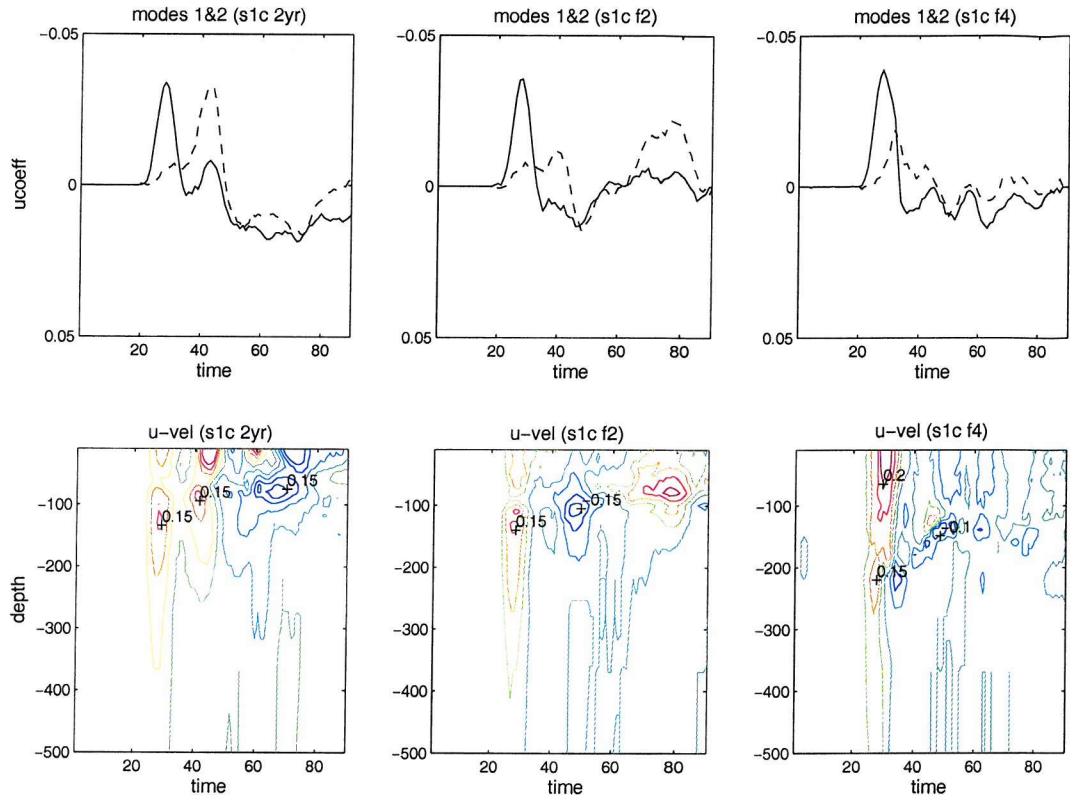 modes 1&2 (s1c 2yr)
modes 1&2 (s1c f2)
modes 1&2 (s1c f4)
-0.05
0
0.05
ucoeff
20 40 60 80
time
-0.05
0
0.05
20 40 60 80
time
-0.05
0
0.05
20 40 60 80
time
u-vel (s1c 2yr)
u-vel (s1c f2)
u-vel (s1c f4)
-100
-200
-300
-400
-500
depth
0.15
0.15
-0.15
20 40 60 80
time
-100
-200
-300
-400
-500
0.15
-0.15
20 40 60 80
time
-100
-200
-300
-400
-500
0.2
0.15
-0.1
20 40 60 80
time